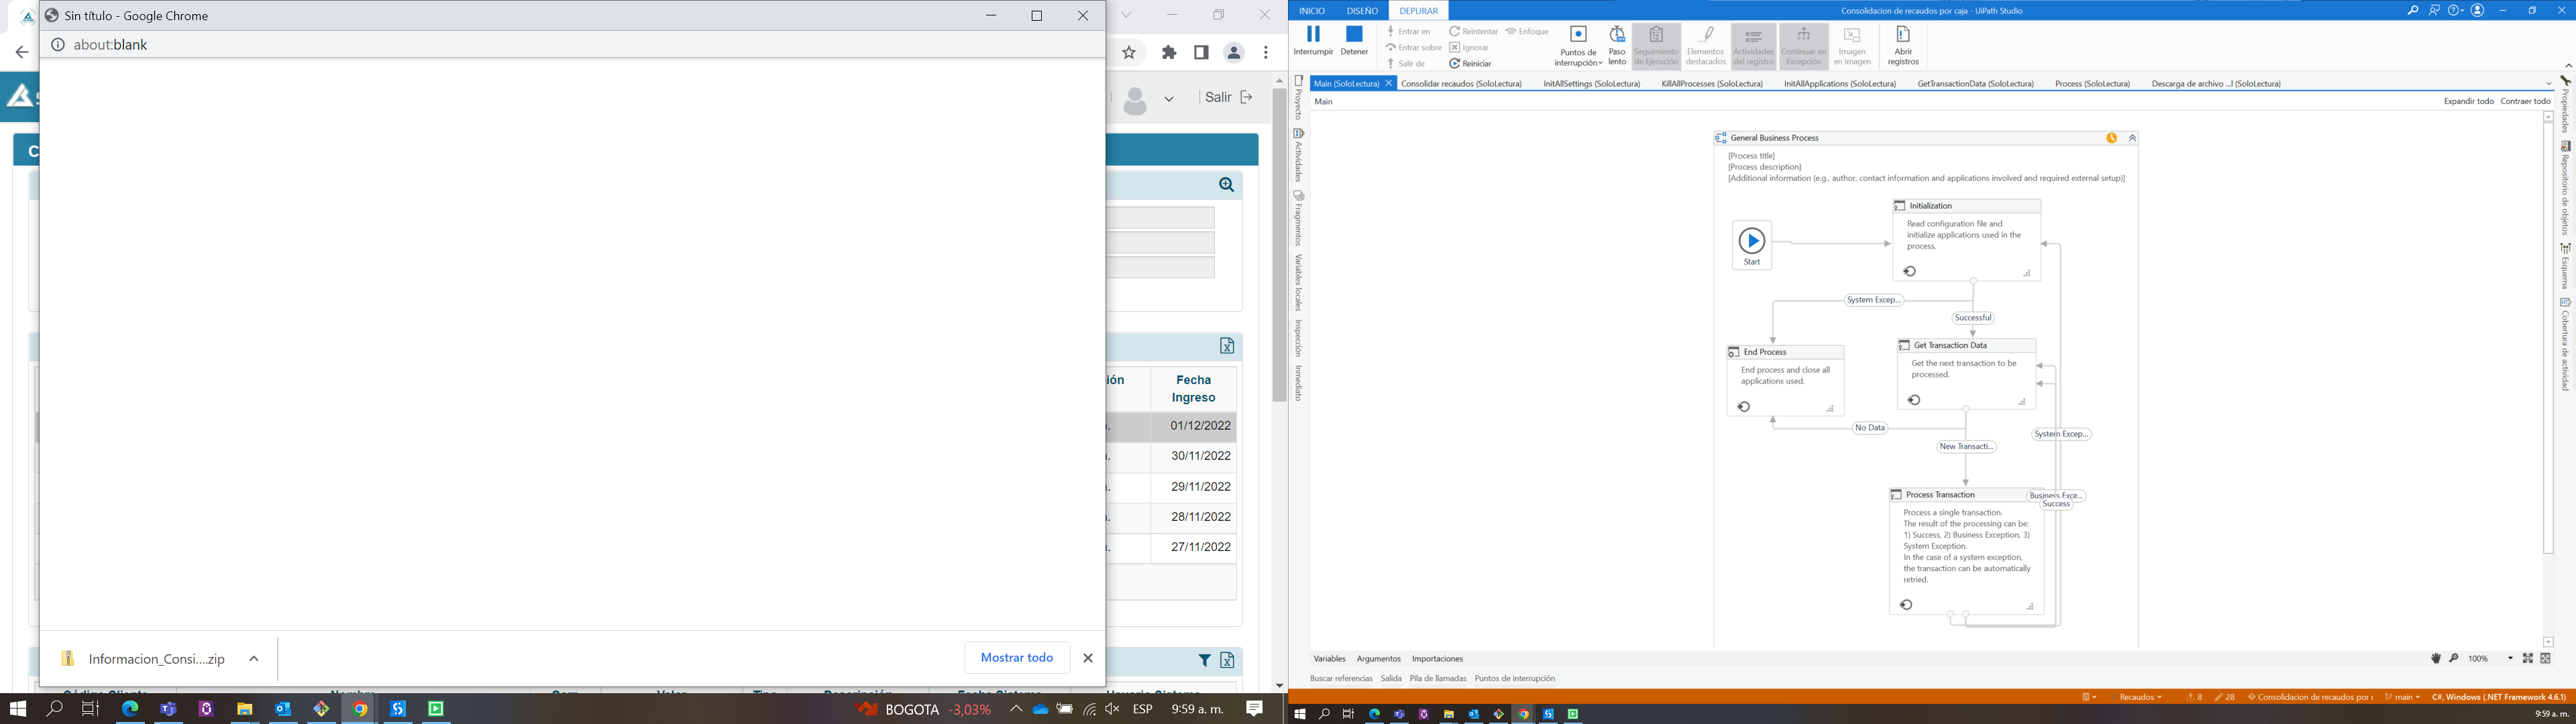 Sin título - Google Chrome
about:blank
Salir
ión
Fecha
Ingreso
01/12/2022
30/11/2022
29/11/2022
28/11/2022
27/11/2022
Informacion_Consi....zip
Mostrar todo
BOGOTA -3,03%
ESP
9:59 a. m.
INICIO
DISEÑO
DEPURAR
Consolidacion de recaudos por caja - UiPath Studio
Interrumpir
Detener
Entrar en
Entrar sobre
Salir de
Reintentar
Ignorar
Reiniciar
Enfoque
Puntos de
interrupción
Paso
lento
Seguimiento
de Ejecución
Elementos
destacados
Actividades
del registro
Continuar en
Excepción
Imagen
en imagen
Abrir
registros
Main (SoloLectura)
Consolidar recaudos (SoloLectura)
InitAllSettings (SoloLectura)
KillAllProcesses (SoloLectura)
InitAllApplications (SoloLectura)
GetTransactionData (SoloLectura)
Process (SoloLectura)
Descarga de archivo ...l (SoloLectura)
Main
Expandir todo
Contraer todo
Proyecto
Actividades
Fragmentos
Variables locales
Inspección
Inmediato
General Business Process
[Process title]
[Process description]
[Additional information (e.g., author, contact information and applications involved and required external setup)]
Start
Initialization
Read configuration file and
initialize applications used in the
process.
System Excep...
Successful
End Process
End process and close all
applications used.
Get Transaction Data
Get the next transaction to be
processed.
No Data
New Transacti...
System Excep...
Business Exce...
Success
Process Transaction
Process a single transaction.
The result of the processing can be:
1) Success, 2) Business Exception, 3)
System Exception.
In the case of a system exception,
the transaction can be automatically
retried.
Propiedades
Repositorio de objetos
Esquema
Cobertura de actividad
Variables
Argumentos
Importaciones
100%
Buscar referencias
Salida
Pila de llamadas
Puntos de interrupción
Recaudos
8
28
Consolidacion de recaudos por c
main
C#, Windows (.NET Framework 4.6.1)
9:59 a. m.